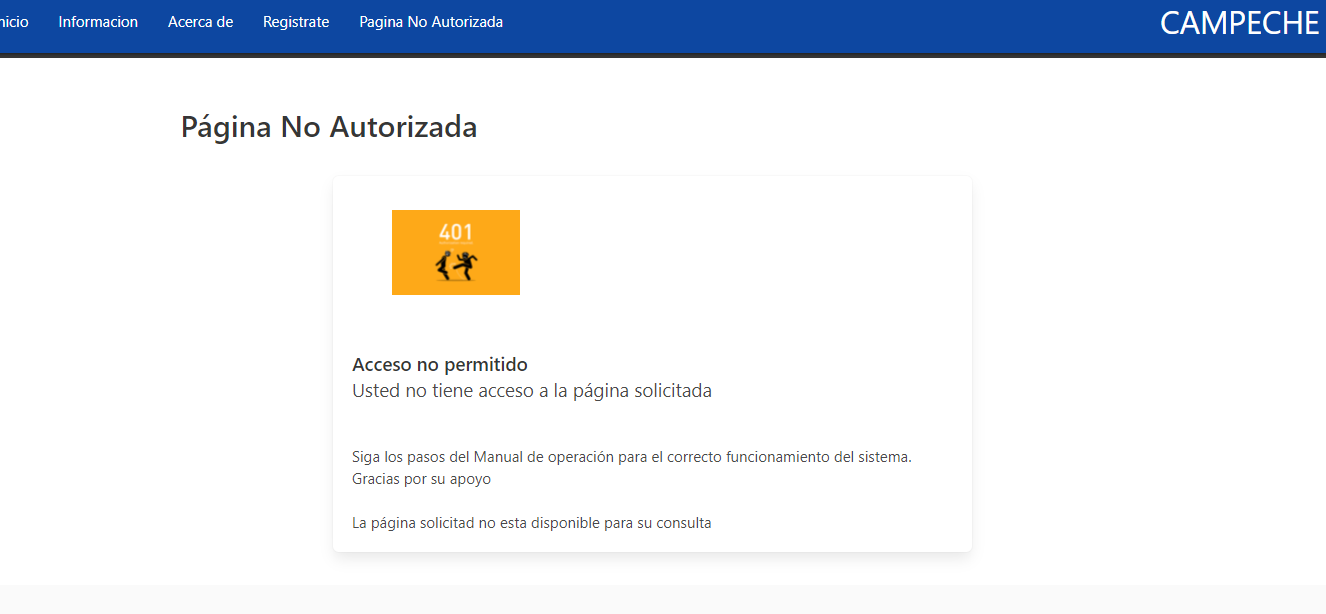 nicio Informacion Acerca de Registrate Pagina No Autorizada CAMPECHE
Página No Autorizada
401
Acceso no permitido
Usted no tiene acceso a la página solicitada
Siga los pasos del Manual de operación para el correcto funcionamiento del sistema.
Gracias por su apoyo
La página solicitad no esta disponible para su consulta